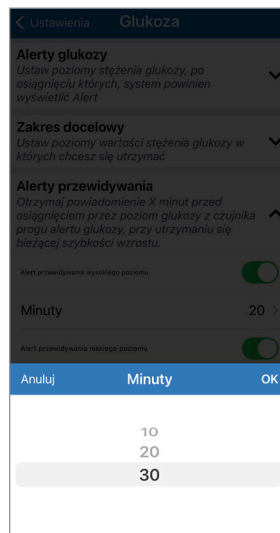 Ustawienia Glukoza
Alerty glukozy
Ustaw poziomy stężenia glukozy, po
osiągnięciu których, system powinien
wyświetlić Alert
Zakres docelowy
Ustaw poziomy wartości stężenia glukozy w
których chcesz się utrzymać
Alerty przewidywania
Otrzymaj powiadomienie X minut przed
osiągnięciem przez poziom glukozy z czujnika
progu alertu glukozy, przy utrzymaniu się
bieżącej szybkości wzrostu.
Alert przewidywania wysokiego poziomu
Minuty 20
Alert przewidywania niskiego poziomu
Anuluj Minuty OK
10
20
30